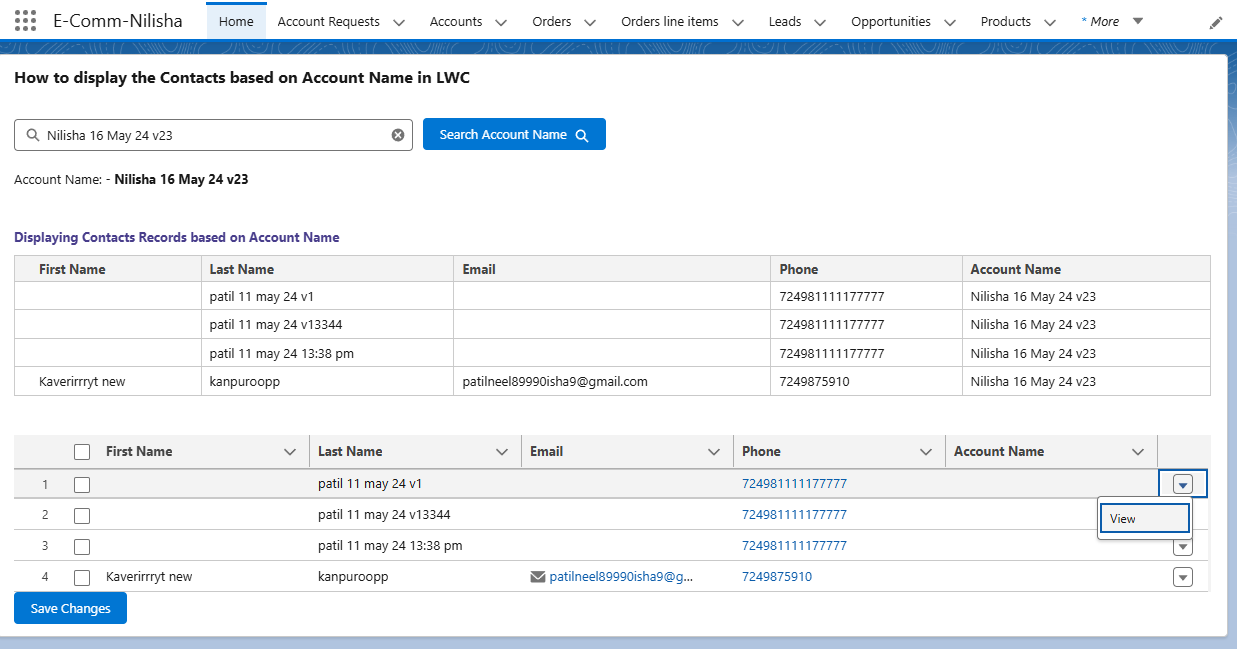 E-Comm-Nilisha Home Account Requests Accounts Orders Orders line items Leads Opportunities Products * More
How to display the Contacts based on Account Name in LWC
Nilisha 16 May 24 v23 Search Account Name
Account Name: - Nilisha 16 May 24 v23
Displaying Contacts Records based on Account Name
First Name Last Name Email Phone Account Name
patil 11 may 24 v1 724981111177777 Nilisha 16 May 24 v23
patil 11 may 24 v13344 724981111177777 Nilisha 16 May 24 v23
patil 11 may 24 13:38 pm 724981111177777 Nilisha 16 May 24 v23
Kaverirrryt new kanpuroopp patilneel89990isha9@gmail.com 7249875910 Nilisha 16 May 24 v23
First Name Last Name Email Phone Account Name
1 patil 11 may 24 v1 724981111177777
2 patil 11 may 24 v13344 724981111177777 View
3 patil 11 may 24 13:38 pm 724981111177777
4 Kaverirrryt new kanpuroopp patilneel89990isha9@g... 7249875910
Save Changes